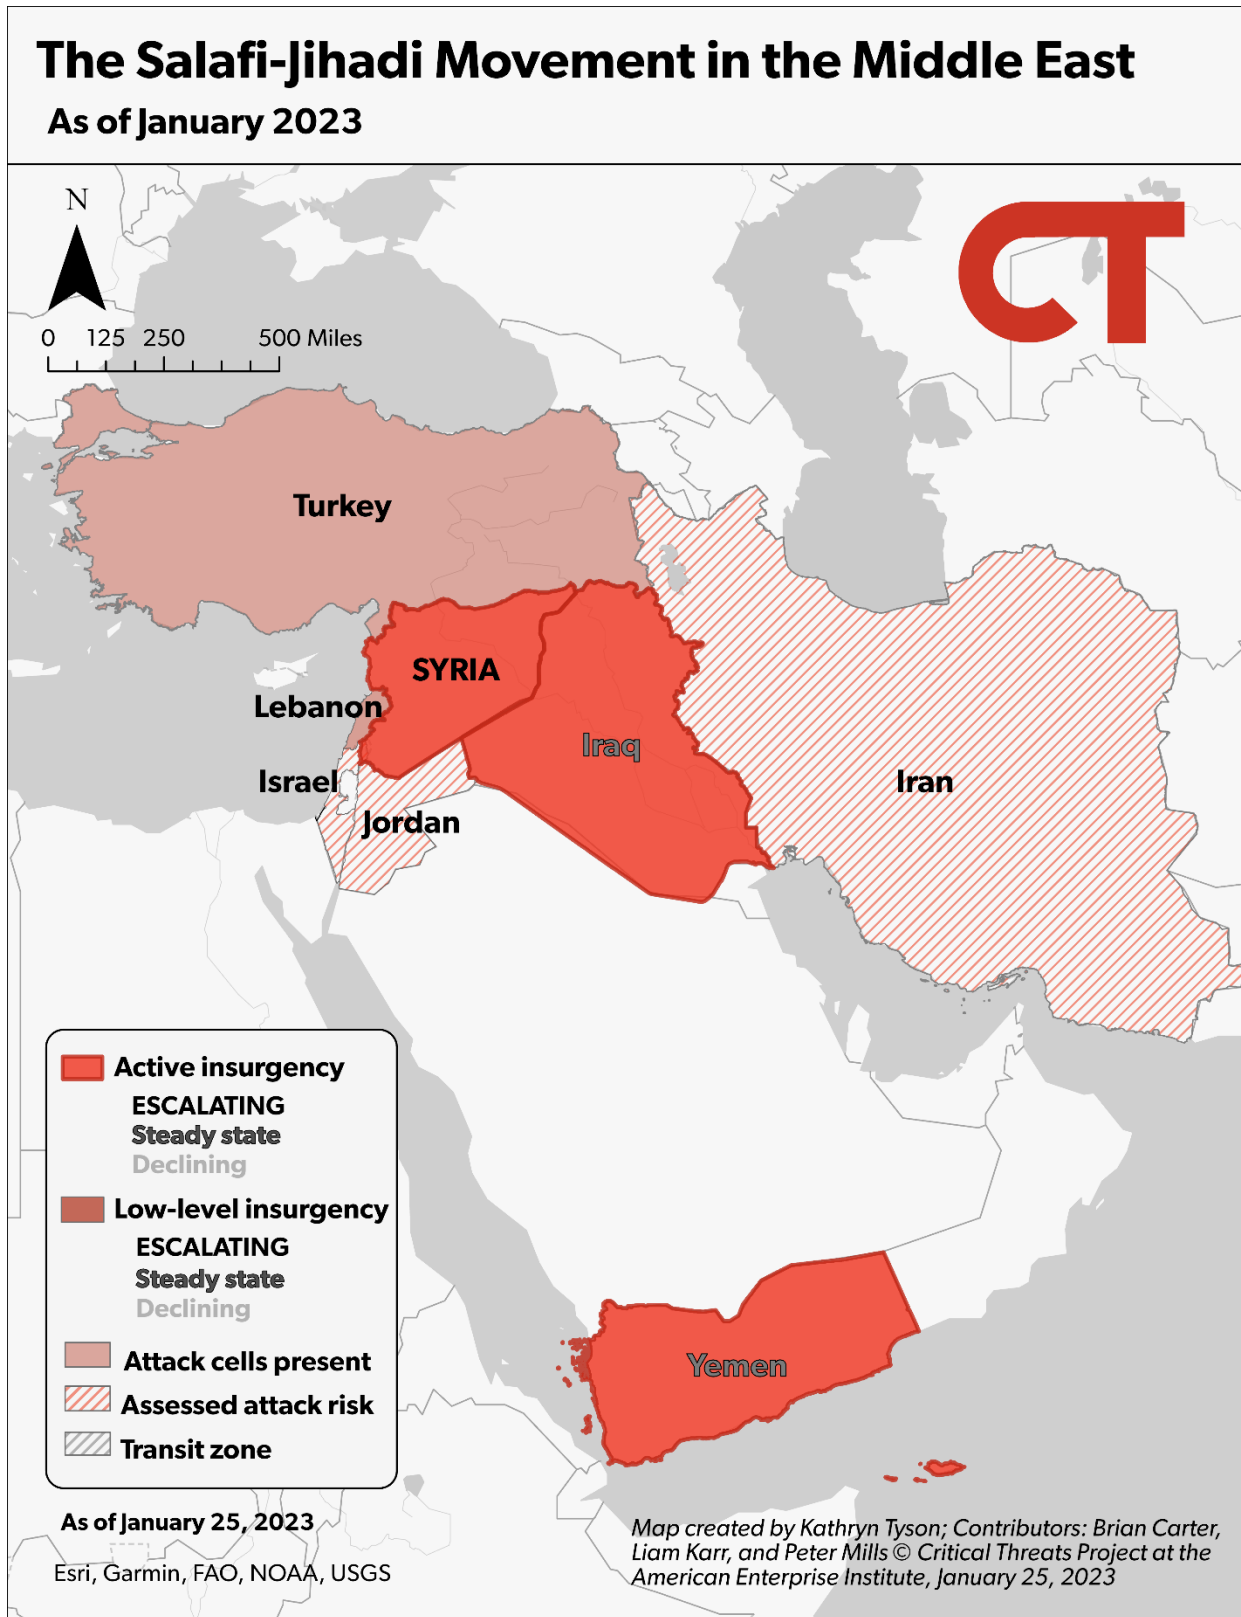 The Salafi-Jihadi Movement in the Middle East
As of January 2023
N
0 125 250 500 Miles
CT
Turkey
SYRIA
Lebanon
Iraq
Israel
Iran
Jordan
Active insurgency
ESCALATING
Steady state
Declining
Low-level insurgency
ESCALATING
Steady state
Declining
Attack cells present
Assessed attack risk
Transit zone
Yemen
As of January 25, 2023
Esri, Garmin, FAO, NOAA, USGS
Map created by Kathryn Tyson; Contributors: Brian Carter,
Liam Karr, and Peter Mills © Critical Threats Project at the
American Enterprise Institute, January 25, 2023